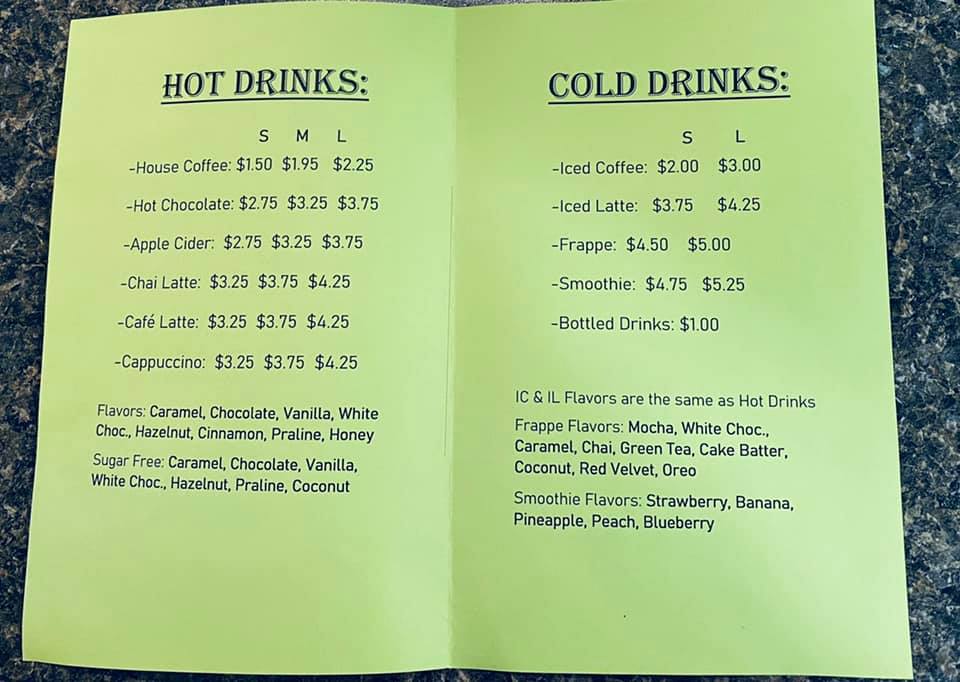 HOT DRINKS:
S M L
-House Coffee: $1.50 $1.95 $2.25
-Hot Chocolate: $2.75 $3.25 $3.75
-Apple Cider: $2.75 $3.25 $3.75
-Chai Latte: $3.25 $3.75 $4.25
-Café Latte: $3.25 $3.75 $4.25
-Cappuccino: $3.25 $3.75 $4.25
Flavors: Caramel, Chocolate, Vanilla, White
Choc., Hazelnut, Cinnamon, Praline, Honey
Sugar Free: Caramel, Chocolate, Vanilla,
White Choc., Hazelnut, Praline, Coconut
COLD DRINKS:
S L
-Iced Coffee: $2.00 $3.00
-Iced Latte: $3.75 $4.25
-Frappe: $4.50 $5.00
-Smoothie: $4.75 $5.25
-Bottled Drinks: $1.00
IC & IL Flavors are the same as Hot Drinks
Frappe Flavors: Mocha, White Choc.,
Caramel, Chai, Green Tea, Cake Batter,
Coconut, Red Velvet, Oreo
Smoothie Flavors: Strawberry, Banana,
Pineapple, Peach, Blueberry